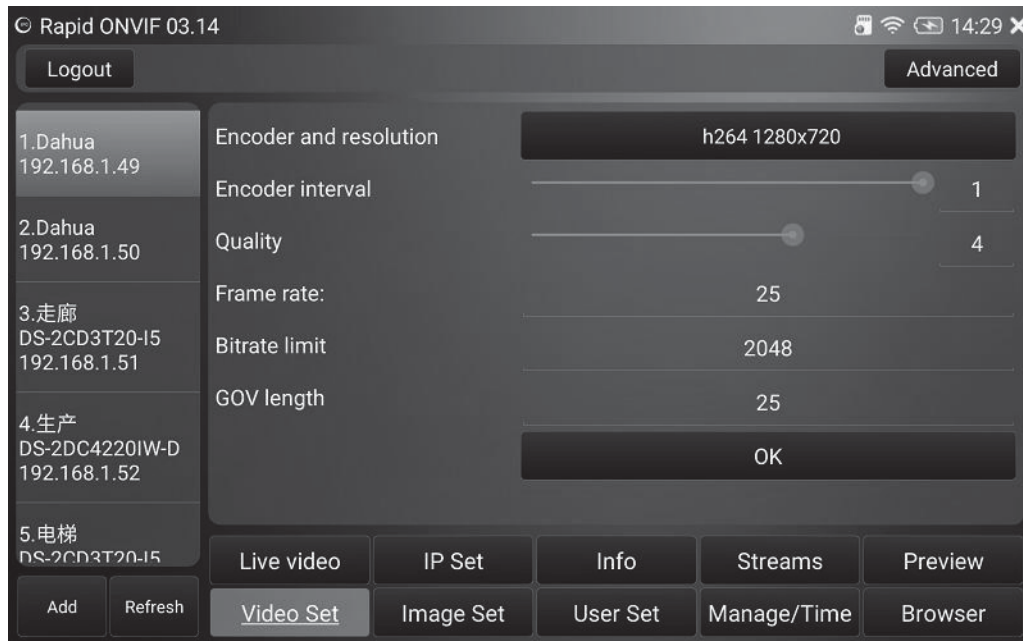 Rapid ONVIF 03.14
14:29
Logout
Advanced
1.Dahua
192.168.1.49
2.Dahua
192.168.1.50
3.走廊
DS-2CD3T20-I5
192.168.1.51
4.生产
DS-2DC4220IW-D
192.168.1.52
5.电梯
DS-2CD3T20-I5
Add
Refresh
Encoder and resolution
h264 1280x720
Encoder interval
1
Quality
4
Frame rate:
25
Bitrate limit
2048
GOV length
25
OK
Live video
IP Set
Info
Streams
Preview
Video Set
Image Set
User Set
Manage/Time
Browser